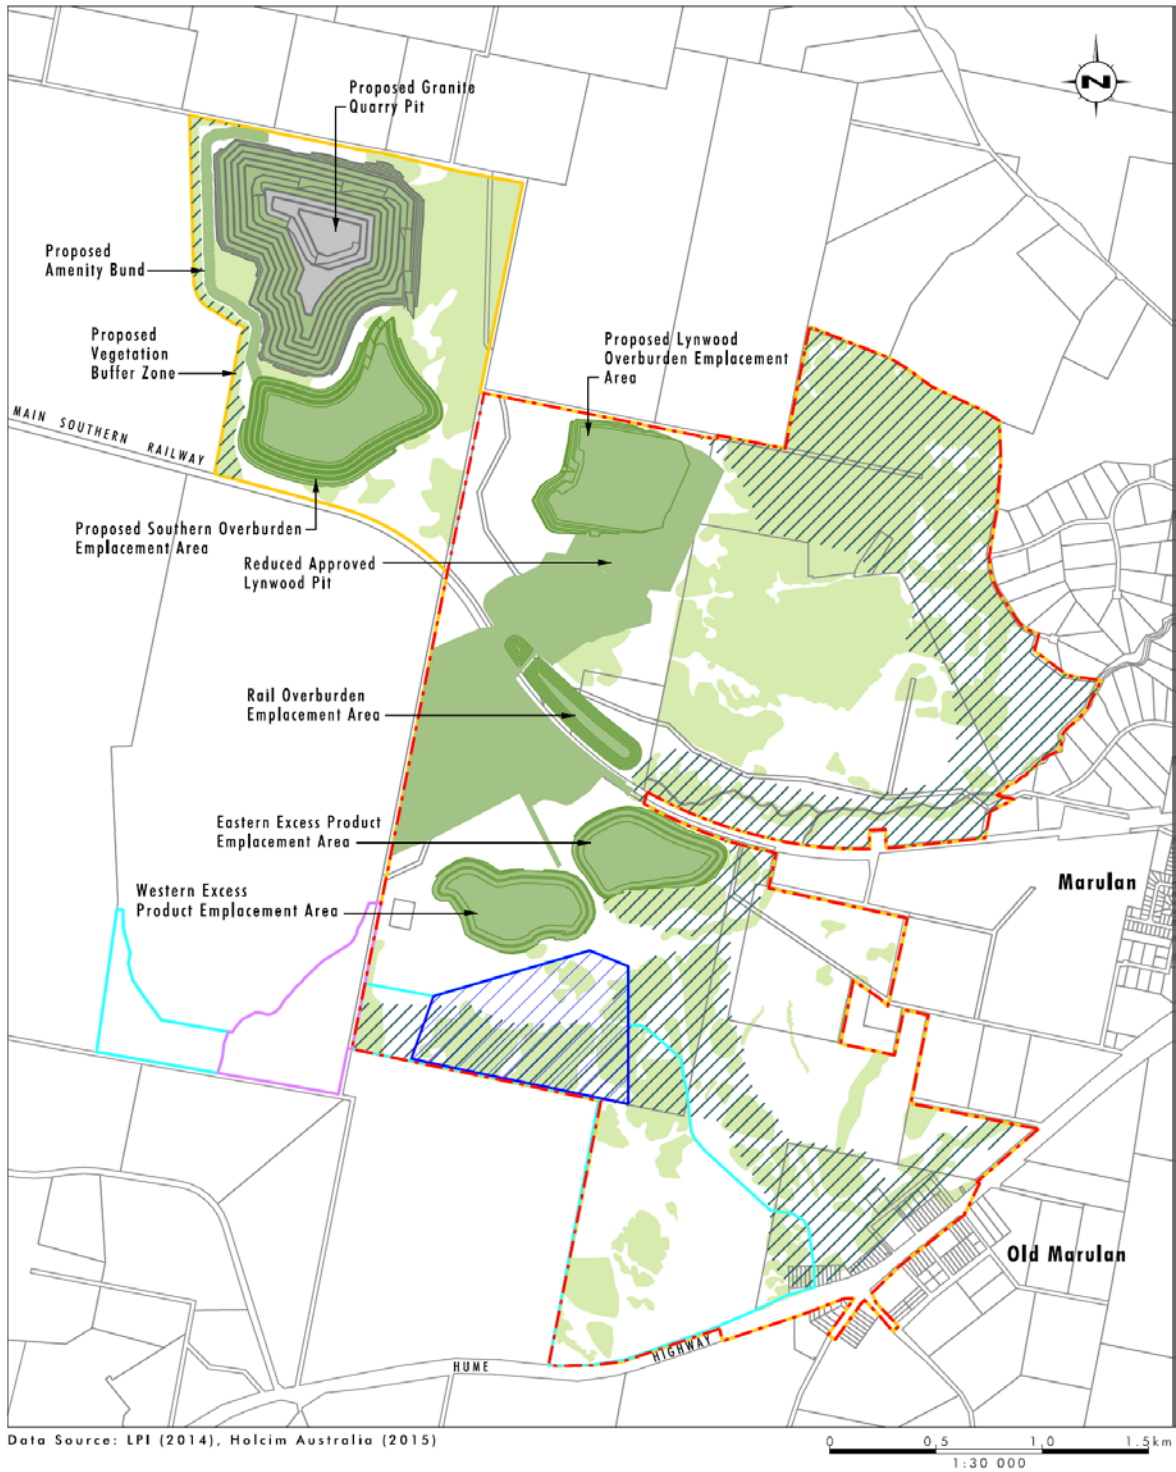 N
Proposed Granite
Quarry Pit
Proposed
Amenity Bund
Proposed
Vegetation
Buffer Zone
Proposed Lynwood
Overburden Emplacement
Area
MAIN SOUTHERN RAILWAY
Proposed Southern Overburden
Emplacement Area
Reduced Approved
Lynwood Pit
Rail Overburden
Emplacement Area
Eastern Excess Product
Emplacement Area
Marulan
Western Excess
Product Emplacement Area
Old Marulan
HUME HIGHWAY
Data Source: LPI (2014), Holcim Australia (2015)
0 0,5 1,0 1.5km
1:30 000